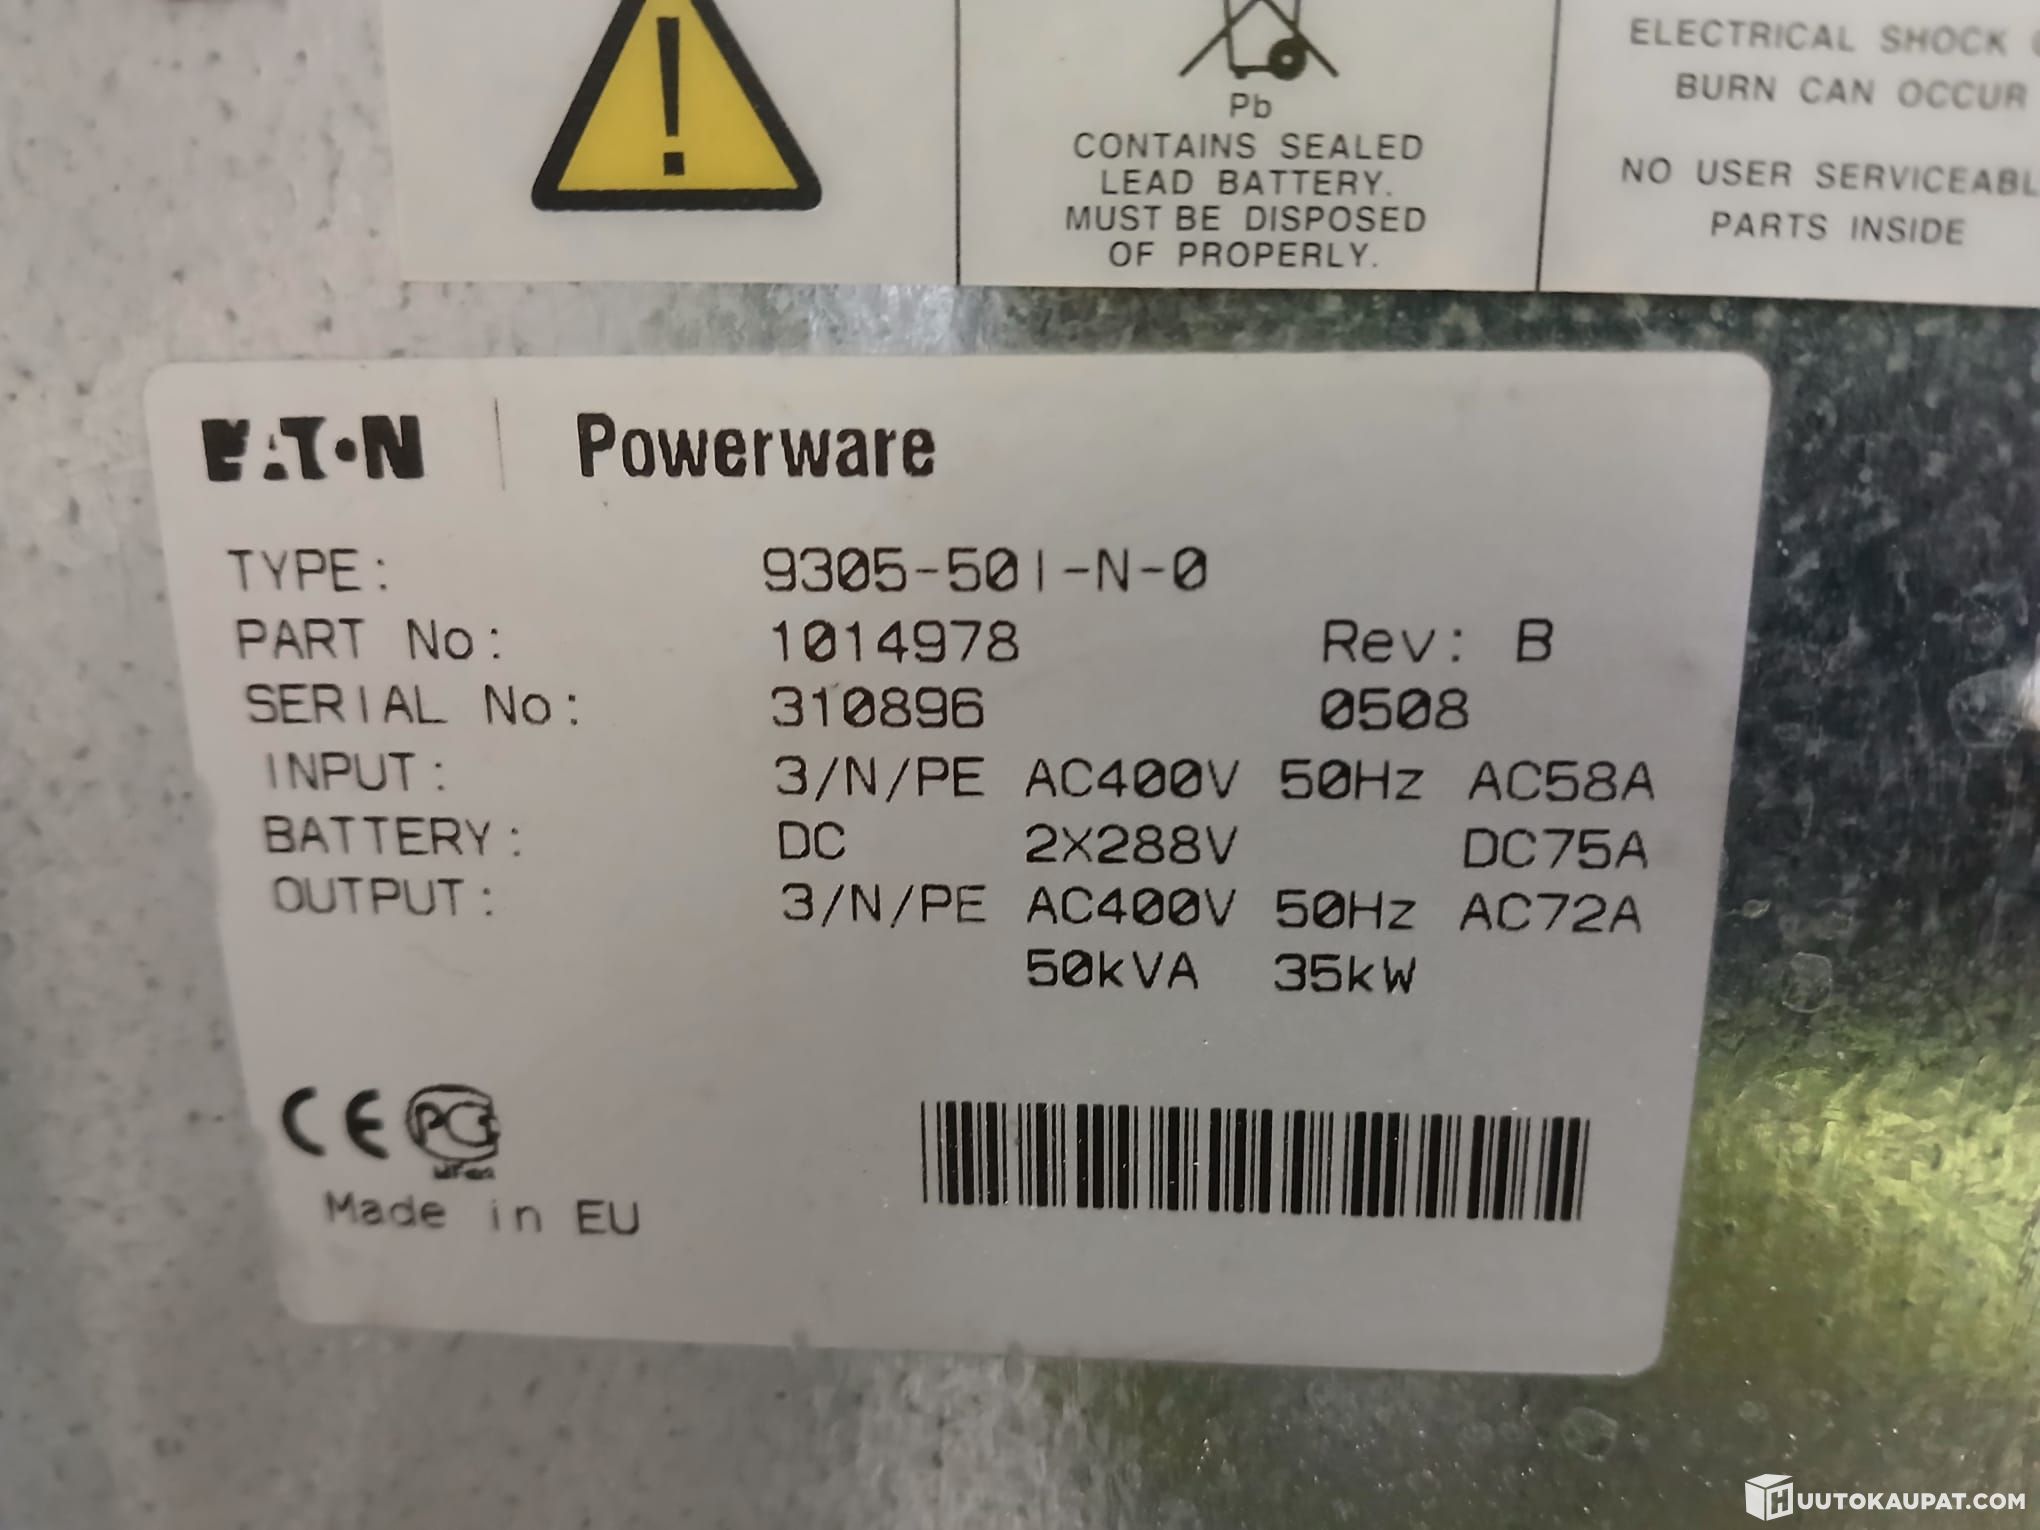 Pb
CONTAINS SEALED
LEAD BATTERY.
MUST BE DISPOSED
OF PROPERLY.
ELECTRICAL SHOCK
BURN CAN OCCUR
NO USER SERVICEABL
PARTS INSIDE
EATON Powerware
TYPE: 9305-50I-N-0
PART No: 1014978 Rev: B
SERIAL No: 310896 0508
INPUT: 3/N/PE AC400V 50Hz AC58A
BATTERY: DC 2X288V DC75A
OUTPUT: 3/N/PE AC400V 50Hz AC72A
50kVA 35kW
CE
Made in EU
HUUTOKAUPAT.COM